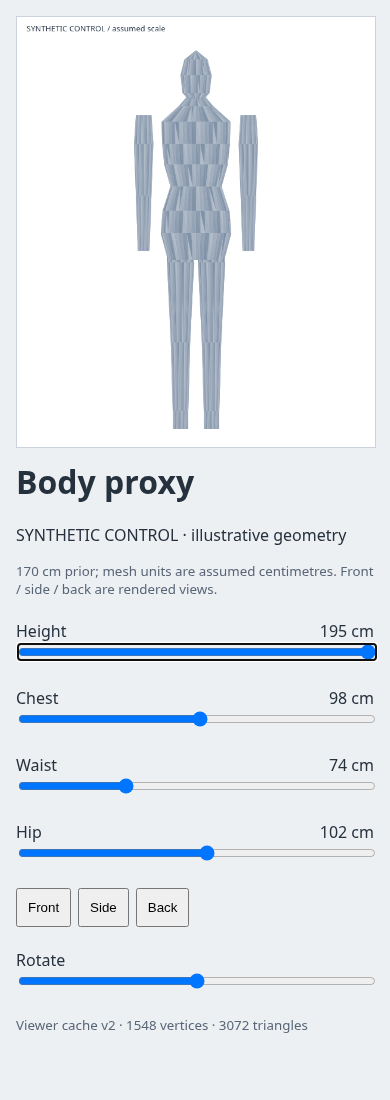 SYNTHETIC CONTROL / assumed scale
Body proxy
SYNTHETIC CONTROL · illustrative geometry
170 cm prior; mesh units are assumed centimetres. Front
/ side / back are rendered views.
Height 195 cm
Chest 98 cm
Waist 74 cm
Hip 102 cm
Front Side Back
Rotate
Viewer cache v2 · 1548 vertices · 3072 triangles